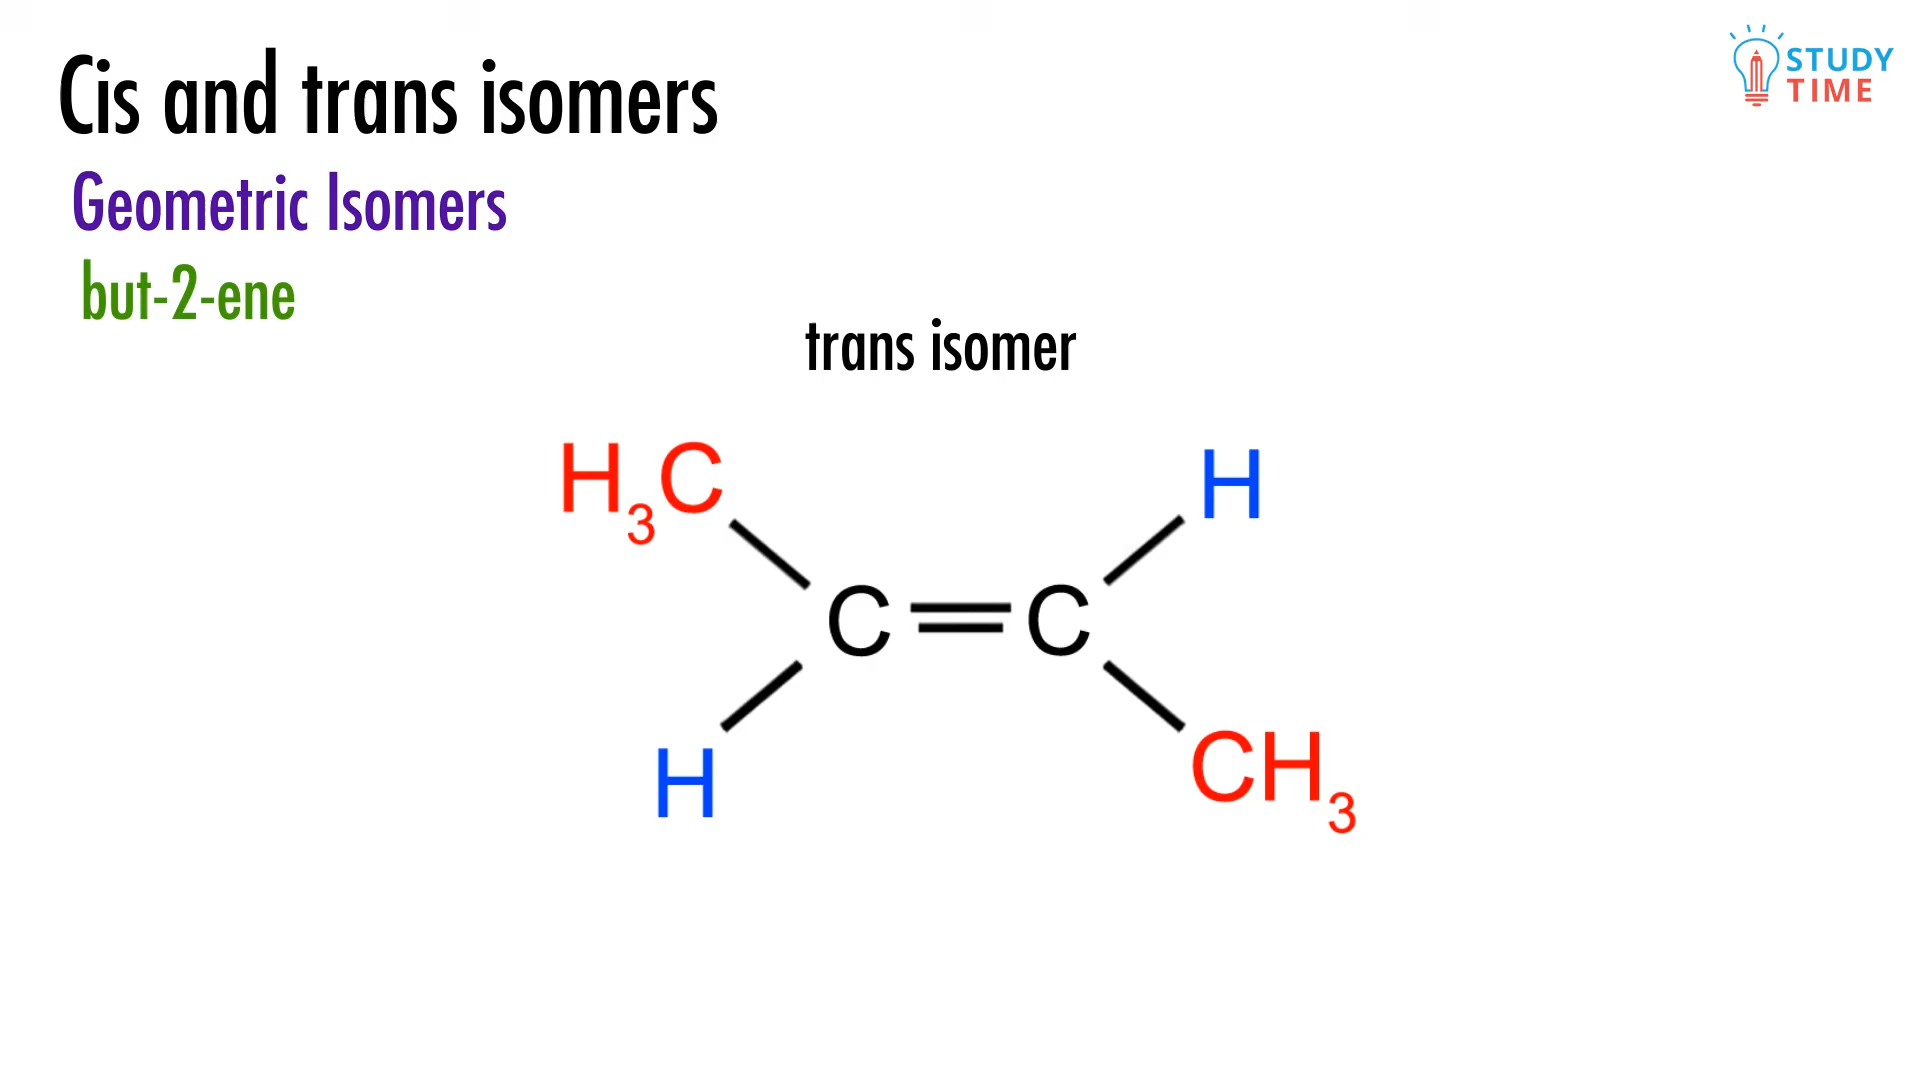 Cis and trans isomers
STUDY
TIME
Geometric Isomers
but-2-ene
trans isomer
H₃C H
C=C
H CH₃